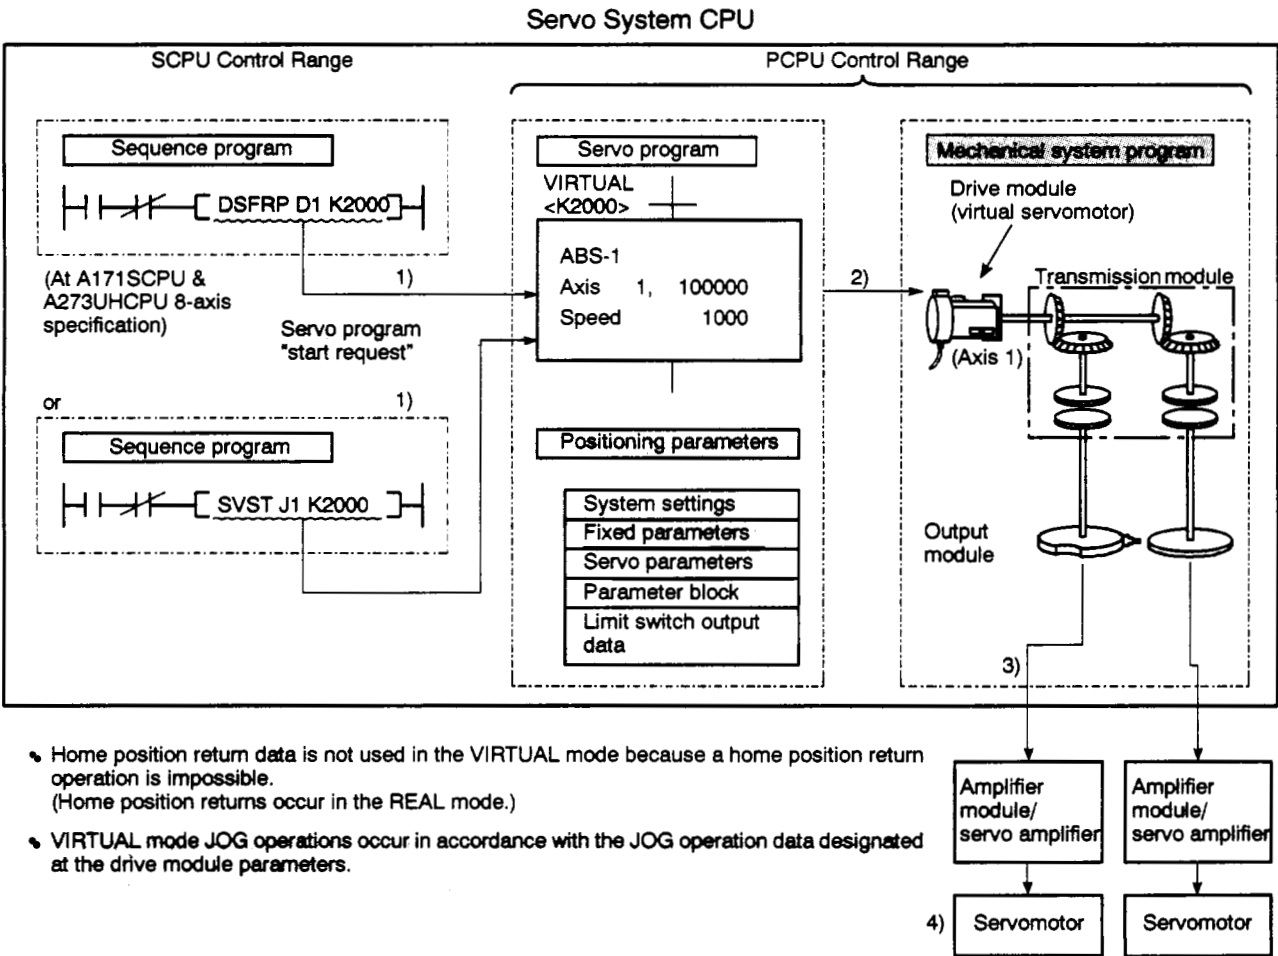 Servo System CPU
SCPU Control Range
PCPU Control Range
Sequence program
DSFRP D1 K2000
(At A171SCPU &
A273UHCPU 8-axis
specification)
1)
Servo program
"start request"
or
1)
Sequence program
SVST J1 K2000
Servo program
VIRTUAL
<K2000>
ABS-1
Axis 1, 100000
Speed 1000
2)
Positioning parameters
System settings
Fixed parameters
Servo parameters
Parameter block
Limit switch output
data
Mechanical system program
Drive module
(virtual servomotor)
Transmission module
(Axis 1)
Output
module
3)
• Home position return data is not used in the VIRTUAL mode because a home position return
operation is impossible.
(Home position returns occur in the REAL mode.)
• VIRTUAL mode JOG operations occur in accordance with the JOG operation data designated
at the drive module parameters.
Amplifier
module/
servo amplifier
Amplifier
module/
servo amplifier
4)
Servomotor
Servomotor